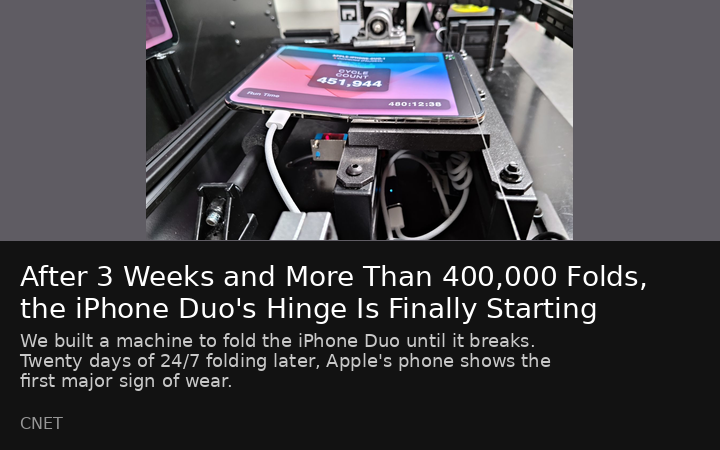 CYCLE
COUNT
451,944
Run Time
480:12:38
After 3 Weeks and More Than 400,000 Folds,
the iPhone Duo's Hinge Is Finally Starting
We built a machine to fold the iPhone Duo until it breaks.
Twenty days of 24/7 folding later, Apple's phone shows the
first major sign of wear.
CNET